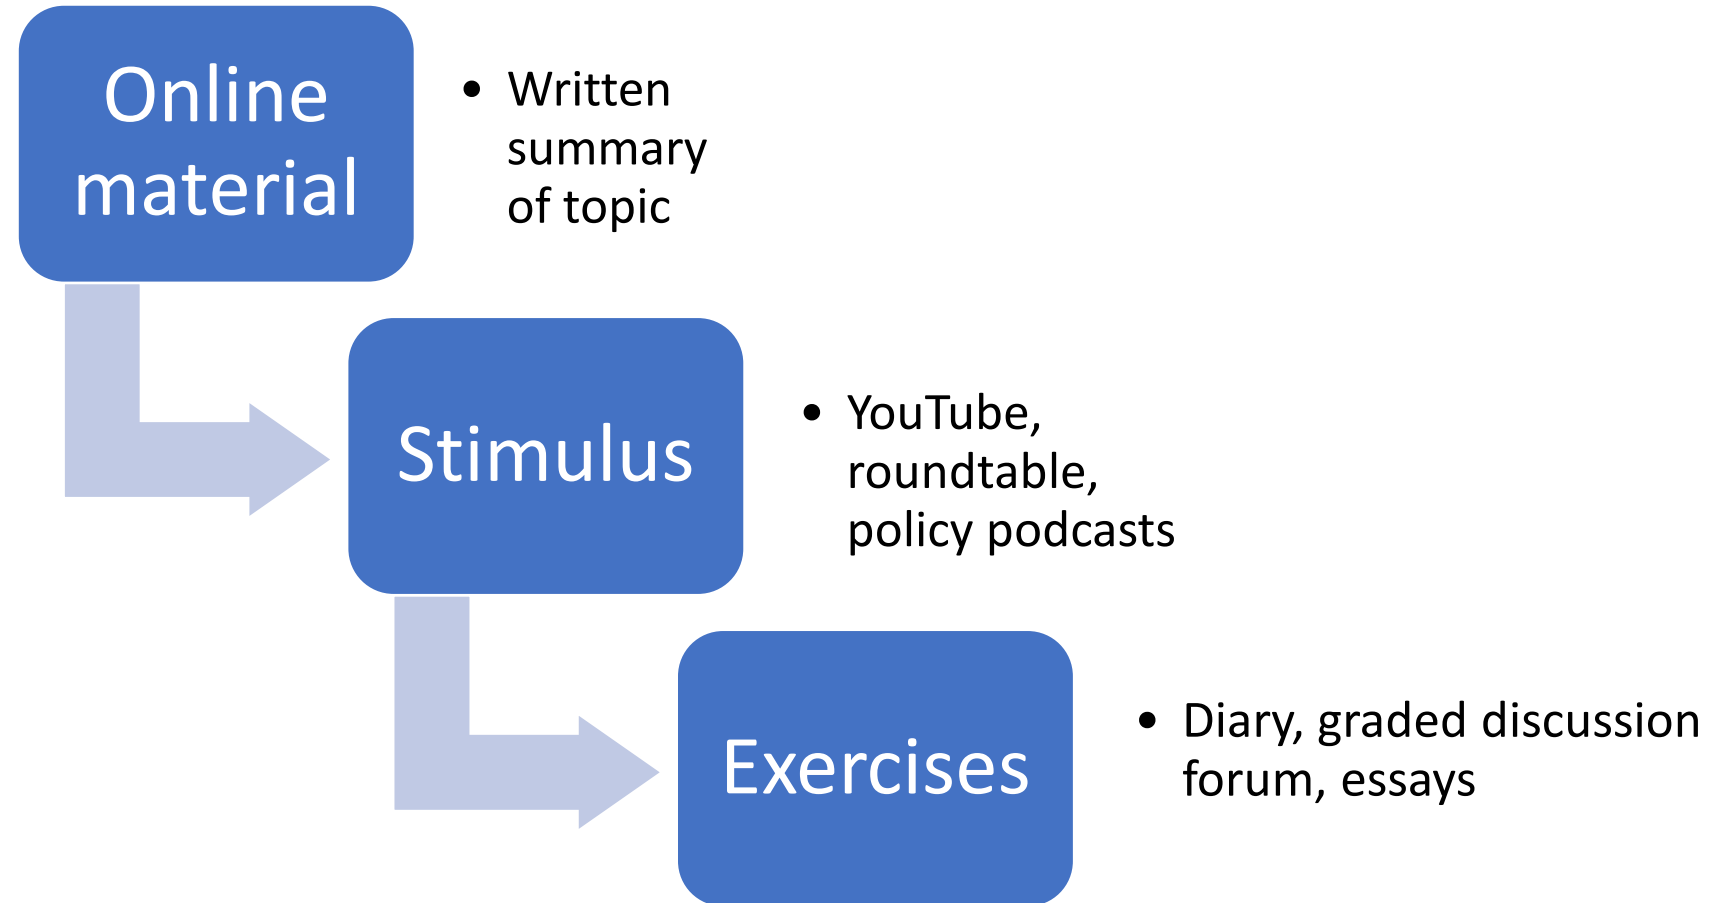 Online
material
• Written
summary
of topic
Stimulus
• YouTube,
roundtable,
policy podcasts
Exercises
• Diary, graded discussion
forum, essays